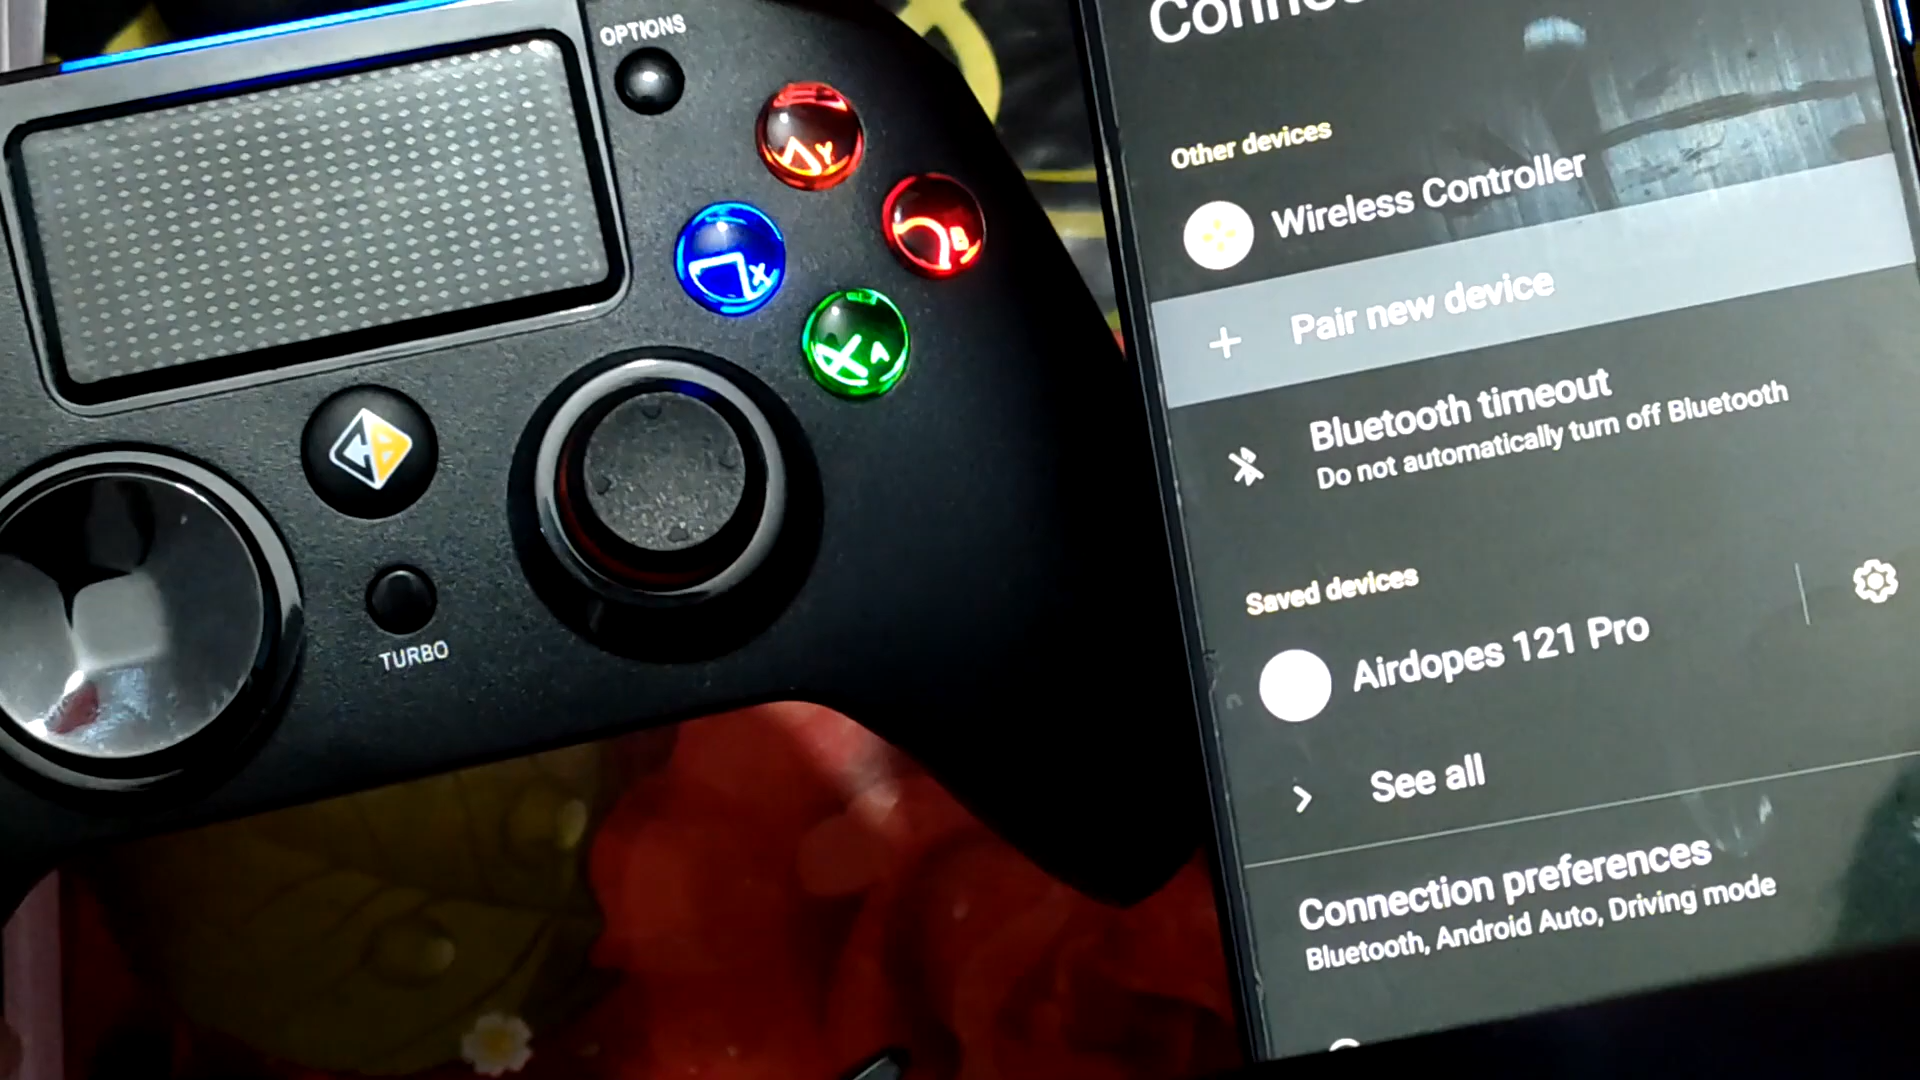 OPTIONS
Y
B
X
A
TURBO
Other devices
Wireless Controller
Pair new device
Bluetooth timeout
Do not automatically turn off Bluetooth
Saved devices
Airdopes 121 Pro
See all
Connection preferences
Bluetooth, Android Auto, Driving mode